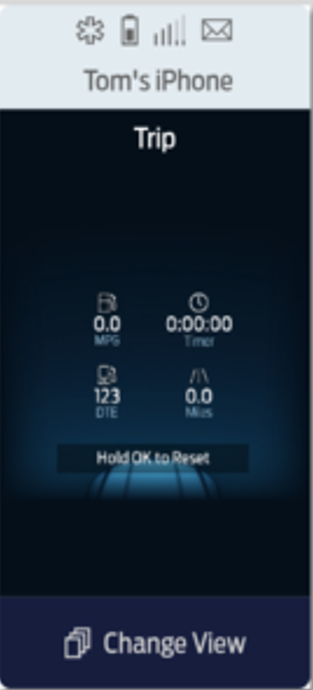 Tom's iPhone
Trip
0.0 0:00:00
MPG Timer
123 0.0
DTE Miles
Hold OK to Reset
Change View